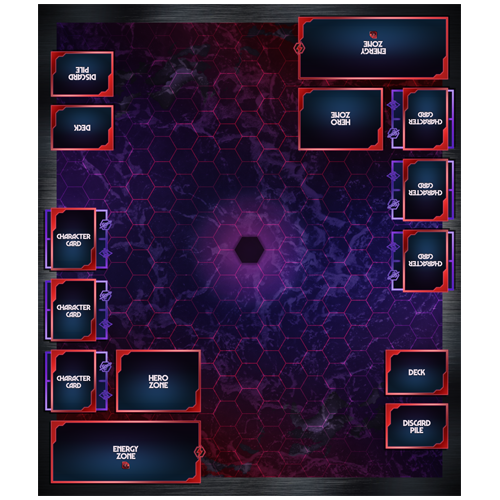 ENERGY
ZONE
DISCARD
PILE
DECK
HERO
ZONE
CHARACTER
CARD
CHARACTER
CARD
CHARACTER
CARD
CHARACTER
CARD
CHARACTER
CARD
CHARACTER
CARD
HERO
ZONE
DECK
DISCARD
PILE
ENERGY
ZONE